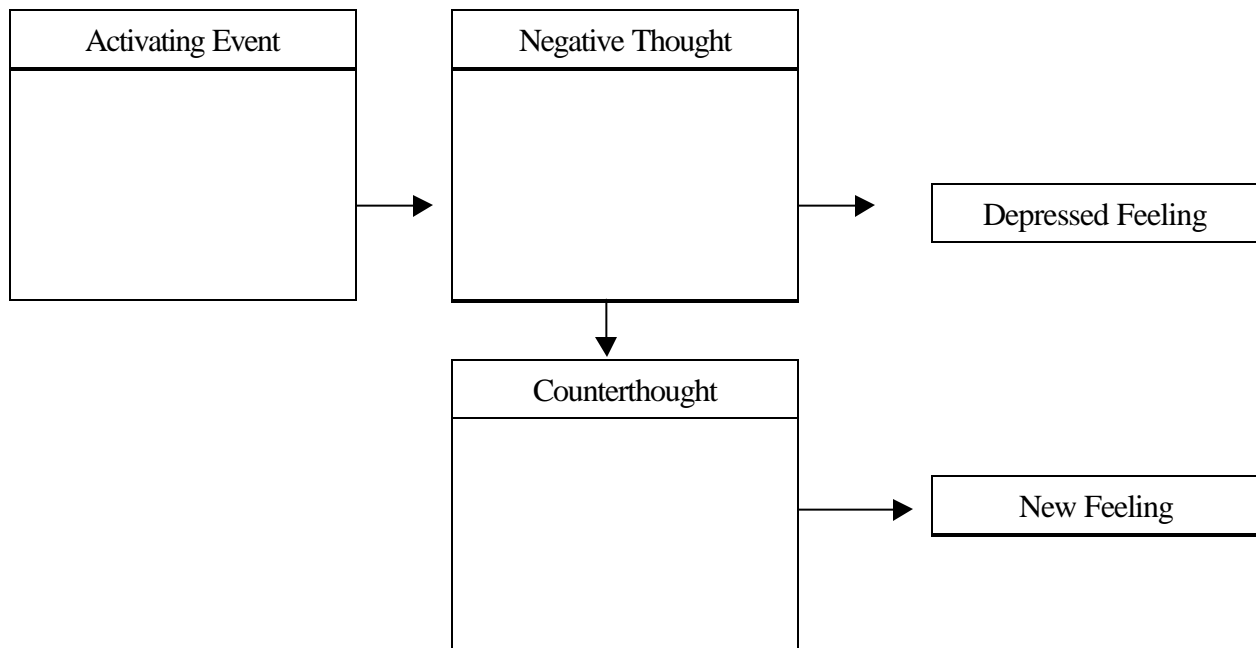 Activating Event
Negative Thought
Depressed Feeling
Counterthought
New Feeling